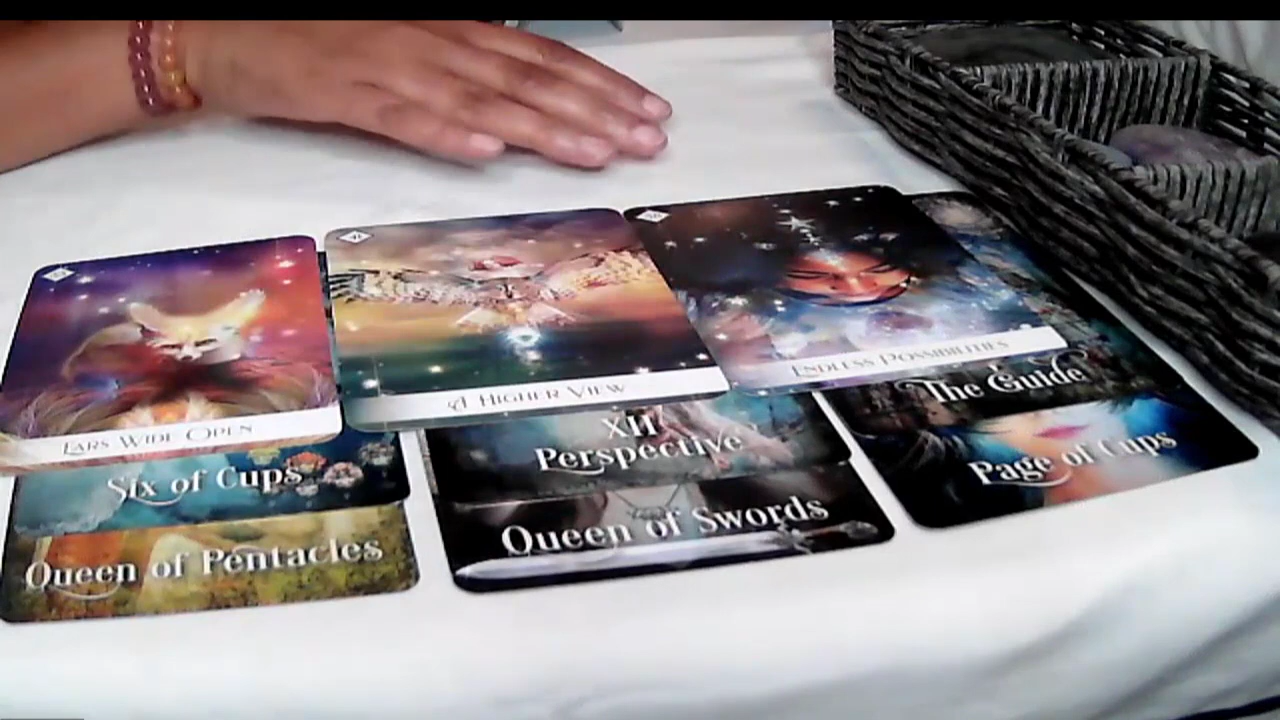 EARS WIDE OPEN
Six of Cups
Queen of Pentacles
A HIGHER VIEW
XII
Perspective
Queen of Swords
ENDLESS POSSIBILITIES
The Guide
Page of Cups